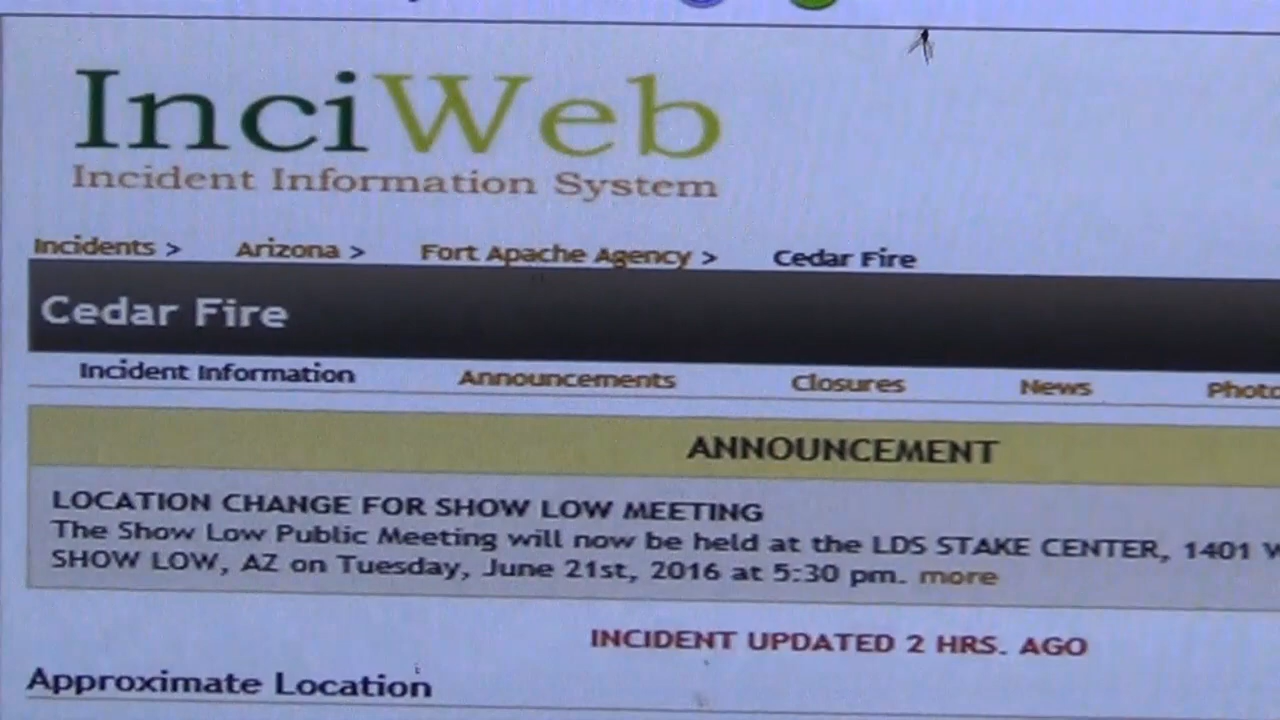 InciWeb
Incident Information System
Incidents > Arizona > Fort Apache Agency > Cedar Fire
Cedar Fire
Incident Information Announcements Closures News
ANNOUNCEMENT
LOCATION CHANGE FOR SHOW LOW MEETING
The Show Low Public Meeting will now be held at the LDS STAKE CENTER, 1401
SHOW LOW, AZ on Tuesday, June 21st, 2016 at 5:30 pm. more
INCIDENT UPDATED 2 HRS. AGO
Approximate Location